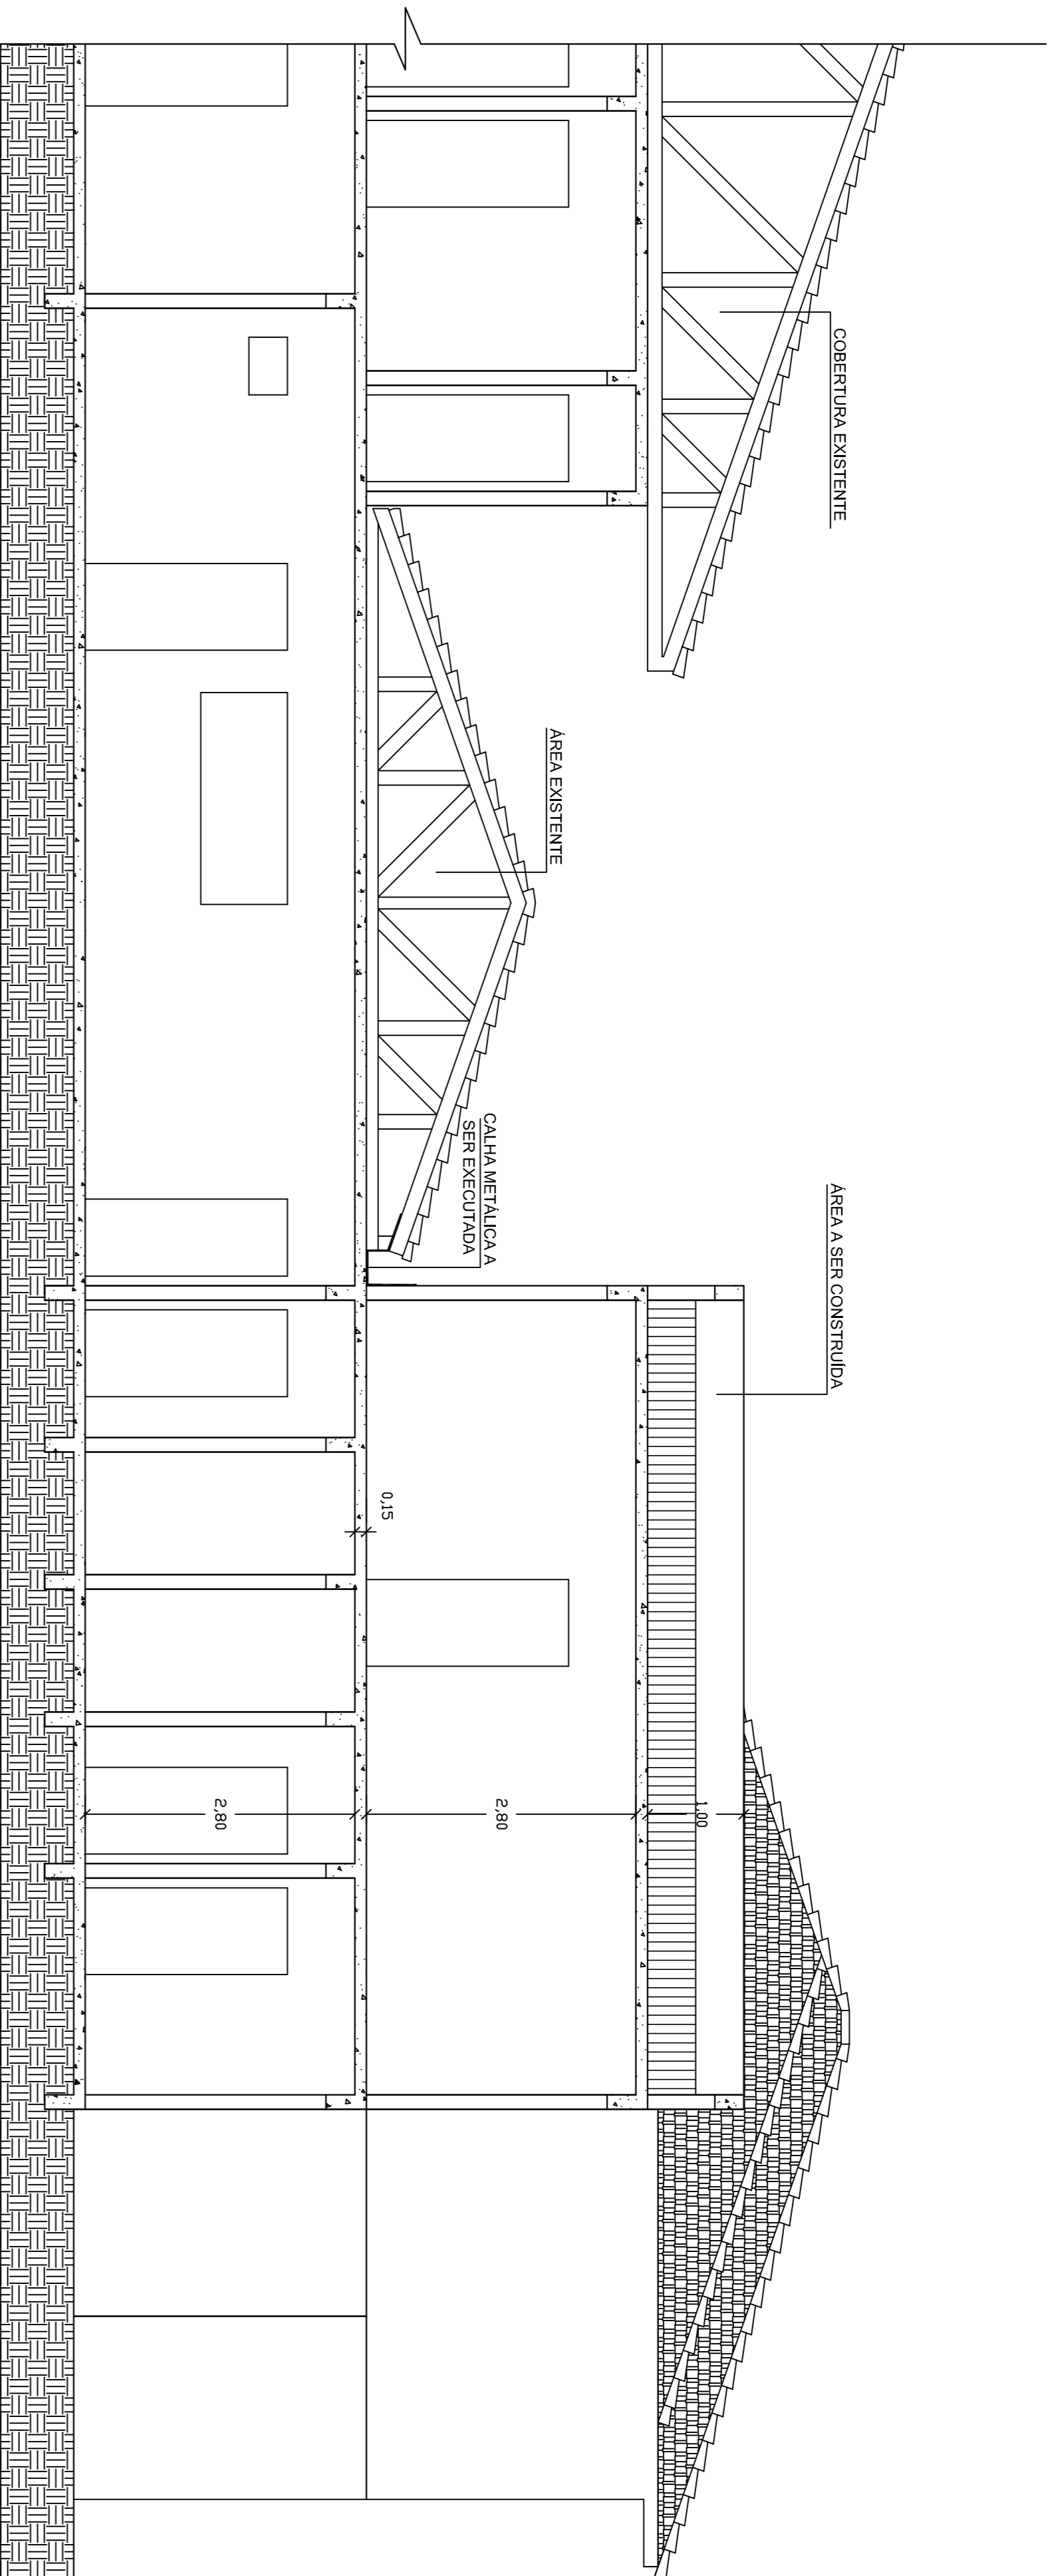 COBERTURA EXISTENTE
ÁREA A SER CONSTRUÍDA
ÁREA EXISTENTE
CALHA METÁLICA A
SER EXECUTADA
1,00
2,80
0,15
2,80